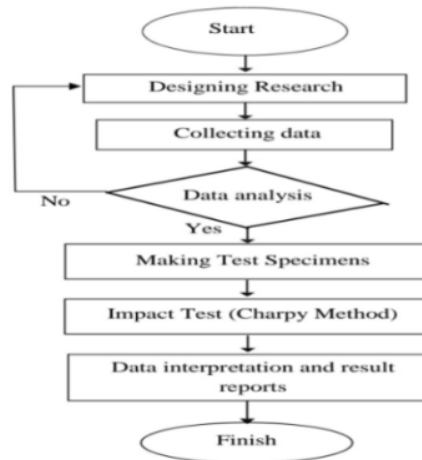 Start
Designing Research
Collecting data
Data analysis
No
Yes
Making Test Specimens
Impact Test (Charpy Method)
Data interpretation and result
reports
Finish